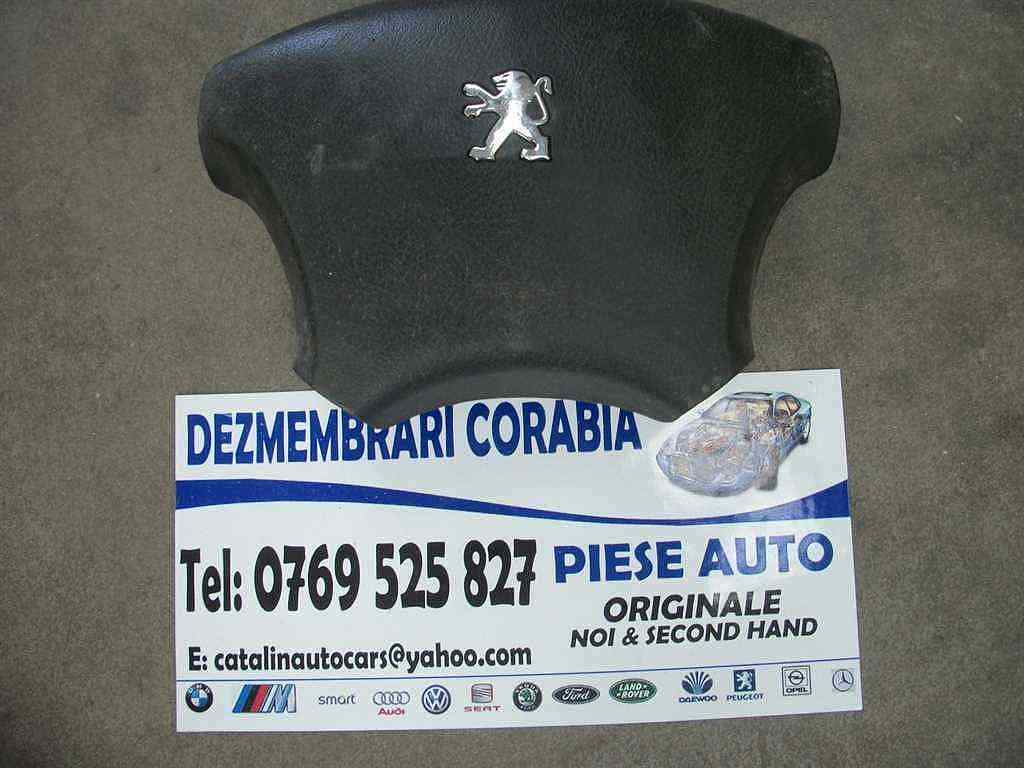 DEZMEMBRARI CORABIA
Tel: 0769 525 827
PIESE AUTO
ORIGINALE
NOI & SECOND HAND
E: catalinautocars@yahoo.com
M smart Audi SEAT Ford LAND ROVER DAEWOO PEUGEOT OPEL